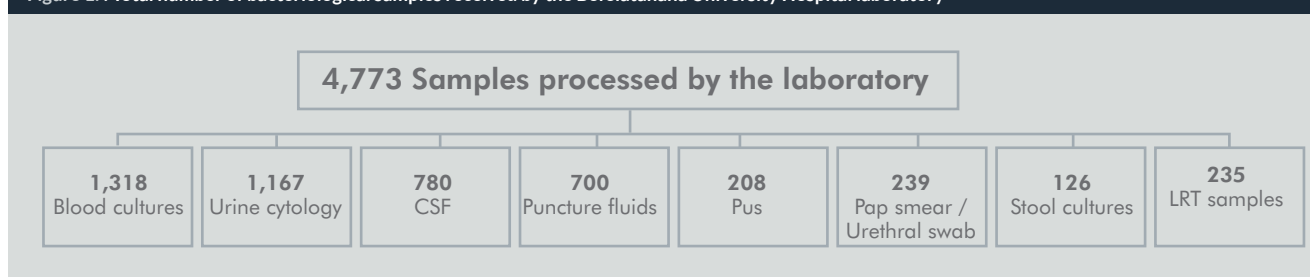 4,773 Samples processed by the laboratory
1,318
Blood cultures
1,167
Urine cytology
780
CSF
700
Puncture fluids
208
Pus
239
Pap smear /
Urethral swab
126
Stool cultures
235
LRT samples